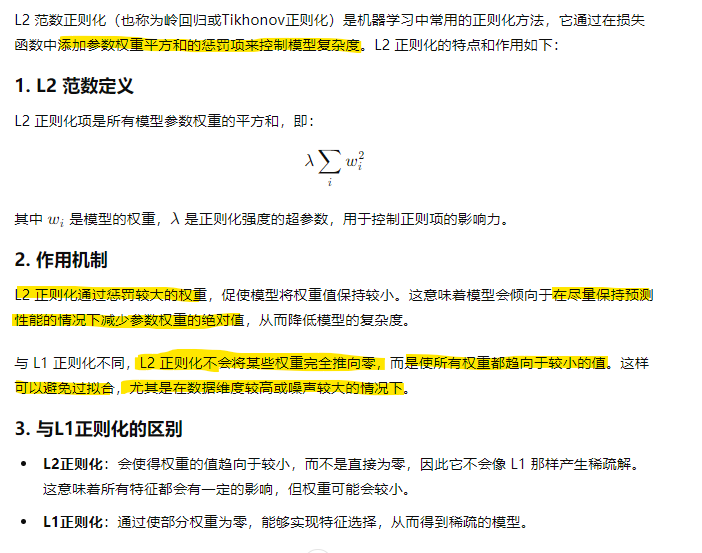 L2 范数正则化（也称为岭回归或Tikhonov正则化）是机器学习中常用的正则化方法，它通过在损失
函数中添加参数权重平方和的惩罚项来控制模型复杂度。L2 正则化的特点和作用如下：
1. L2 范数定义
L2 正则化项是所有模型参数权重的平方和，即：
λ∑w_i^2
i
其中 w_i 是模型的权重，λ 是正则化强度的超参数，用于控制正则项的影响力。
2. 作用机制
L2 正则化通过惩罚较大的权重，促使模型将权重值保持较小。这意味着模型会倾向于在尽量保持预测
性能的情况下减少参数权重的绝对值，从而降低模型的复杂度。
与 L1 正则化不同，L2 正则化不会将某些权重完全推向零，而是使所有权重都趋向于较小的值。这样
可以避免过拟合，尤其是在数据维度较高或噪声较大的情况下。
3. 与L1正则化的区别
• L2正则化：会使得权重的值趋向于较小，而不是直接为零，因此它不会像 L1 那样产生稀疏解。
这意味着所有特征都会有一定的影响，但权重可能会较小。
• L1正则化：通过使部分权重为零，能够实现特征选择，从而得到稀疏的模型。